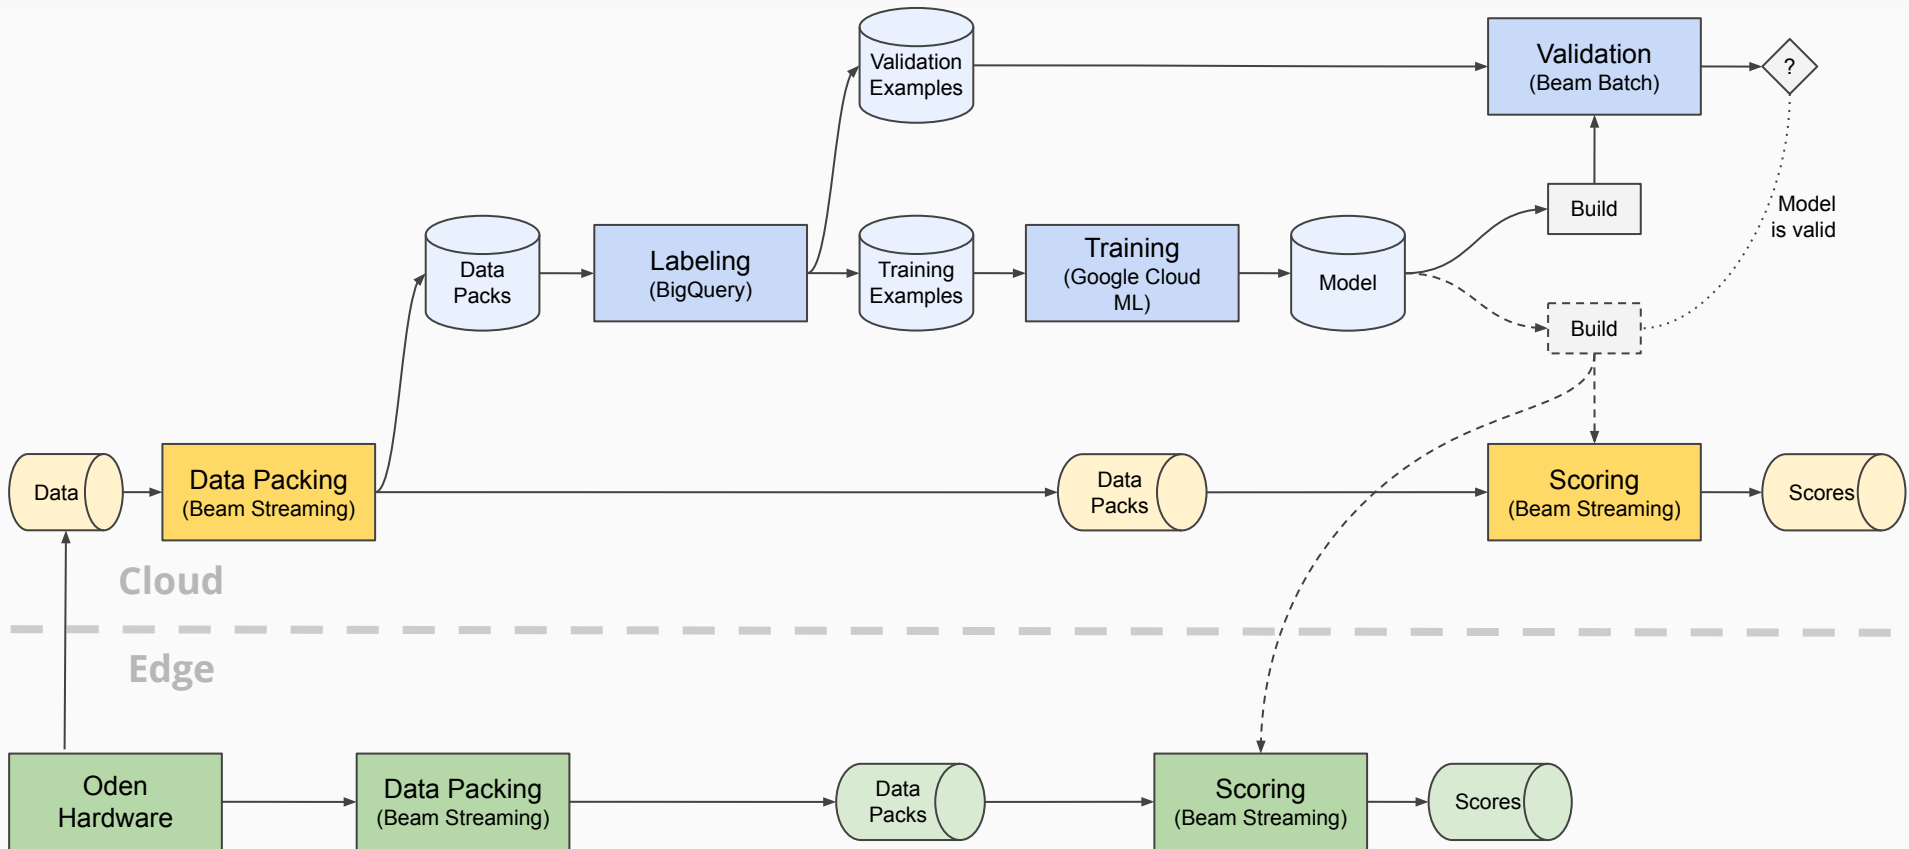 Validation
Examples
Validation
(Beam Batch)
?
Build
Model
is valid
Data
Packs
Labeling
(BigQuery)
Training
Examples
Training
(Google Cloud
ML)
Model
Build
Data
Data Packing
(Beam Streaming)
Data
Packs
Scoring
(Beam Streaming)
Scores
Cloud
Edge
Oden
Hardware
Data Packing
(Beam Streaming)
Data
Packs
Scoring
(Beam Streaming)
Scores